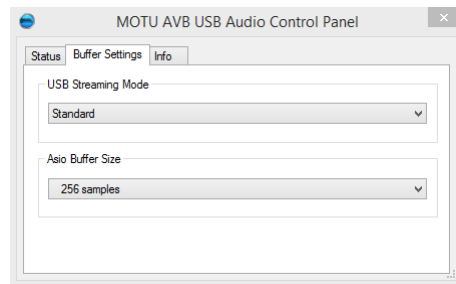 MOTU AVB USB Audio Control Panel
Status Buffer Settings Info
USB Streaming Mode
Standard
Asio Buffer Size
256 samples